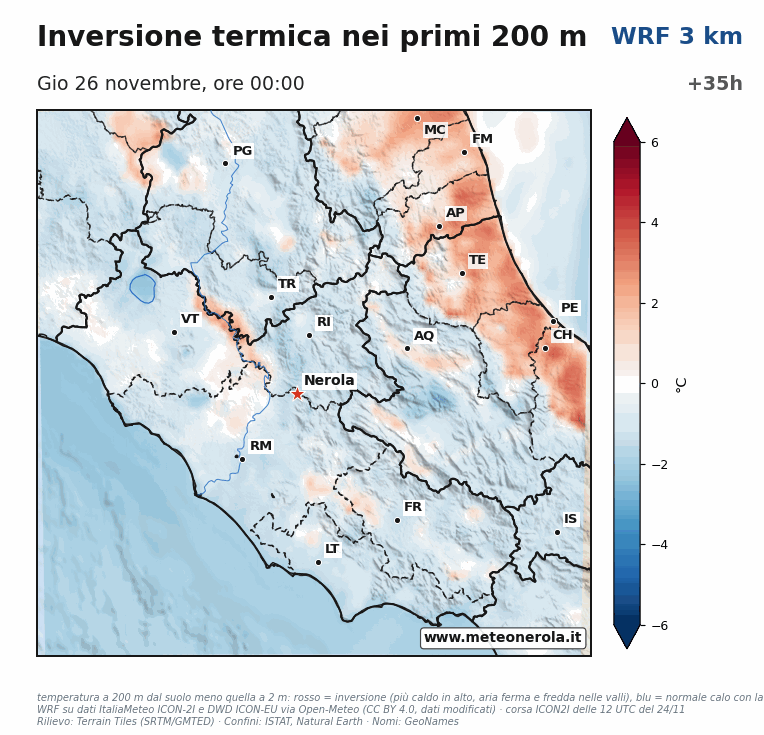 Inversione termica nei primi 200 m WRF 3 km
Gio 26 novembre, ore 00:00 +35h
MC
FM
PG
AP
TE
TR
PE
VT
RI
AQ
CH
Nerola
RM
FR
IS
LT
6
4
2
0
−2
−4
−6
°C
www.meteonerola.it
temperatura a 200 m dal suolo meno quella a 2 m: rosso = inversione (più caldo in alto, aria ferma e fredda nelle valli), blu = normale calo con la
WRF su dati ItaliaMeteo ICON-2I e DWD ICON-EU via Open-Meteo (CC BY 4.0, dati modificati) · corsa ICON2I delle 12 UTC del 24/11
Rilievo: Terrain Tiles (SRTM/GMTED) · Confini: ISTAT, Natural Earth · Nomi: GeoNames